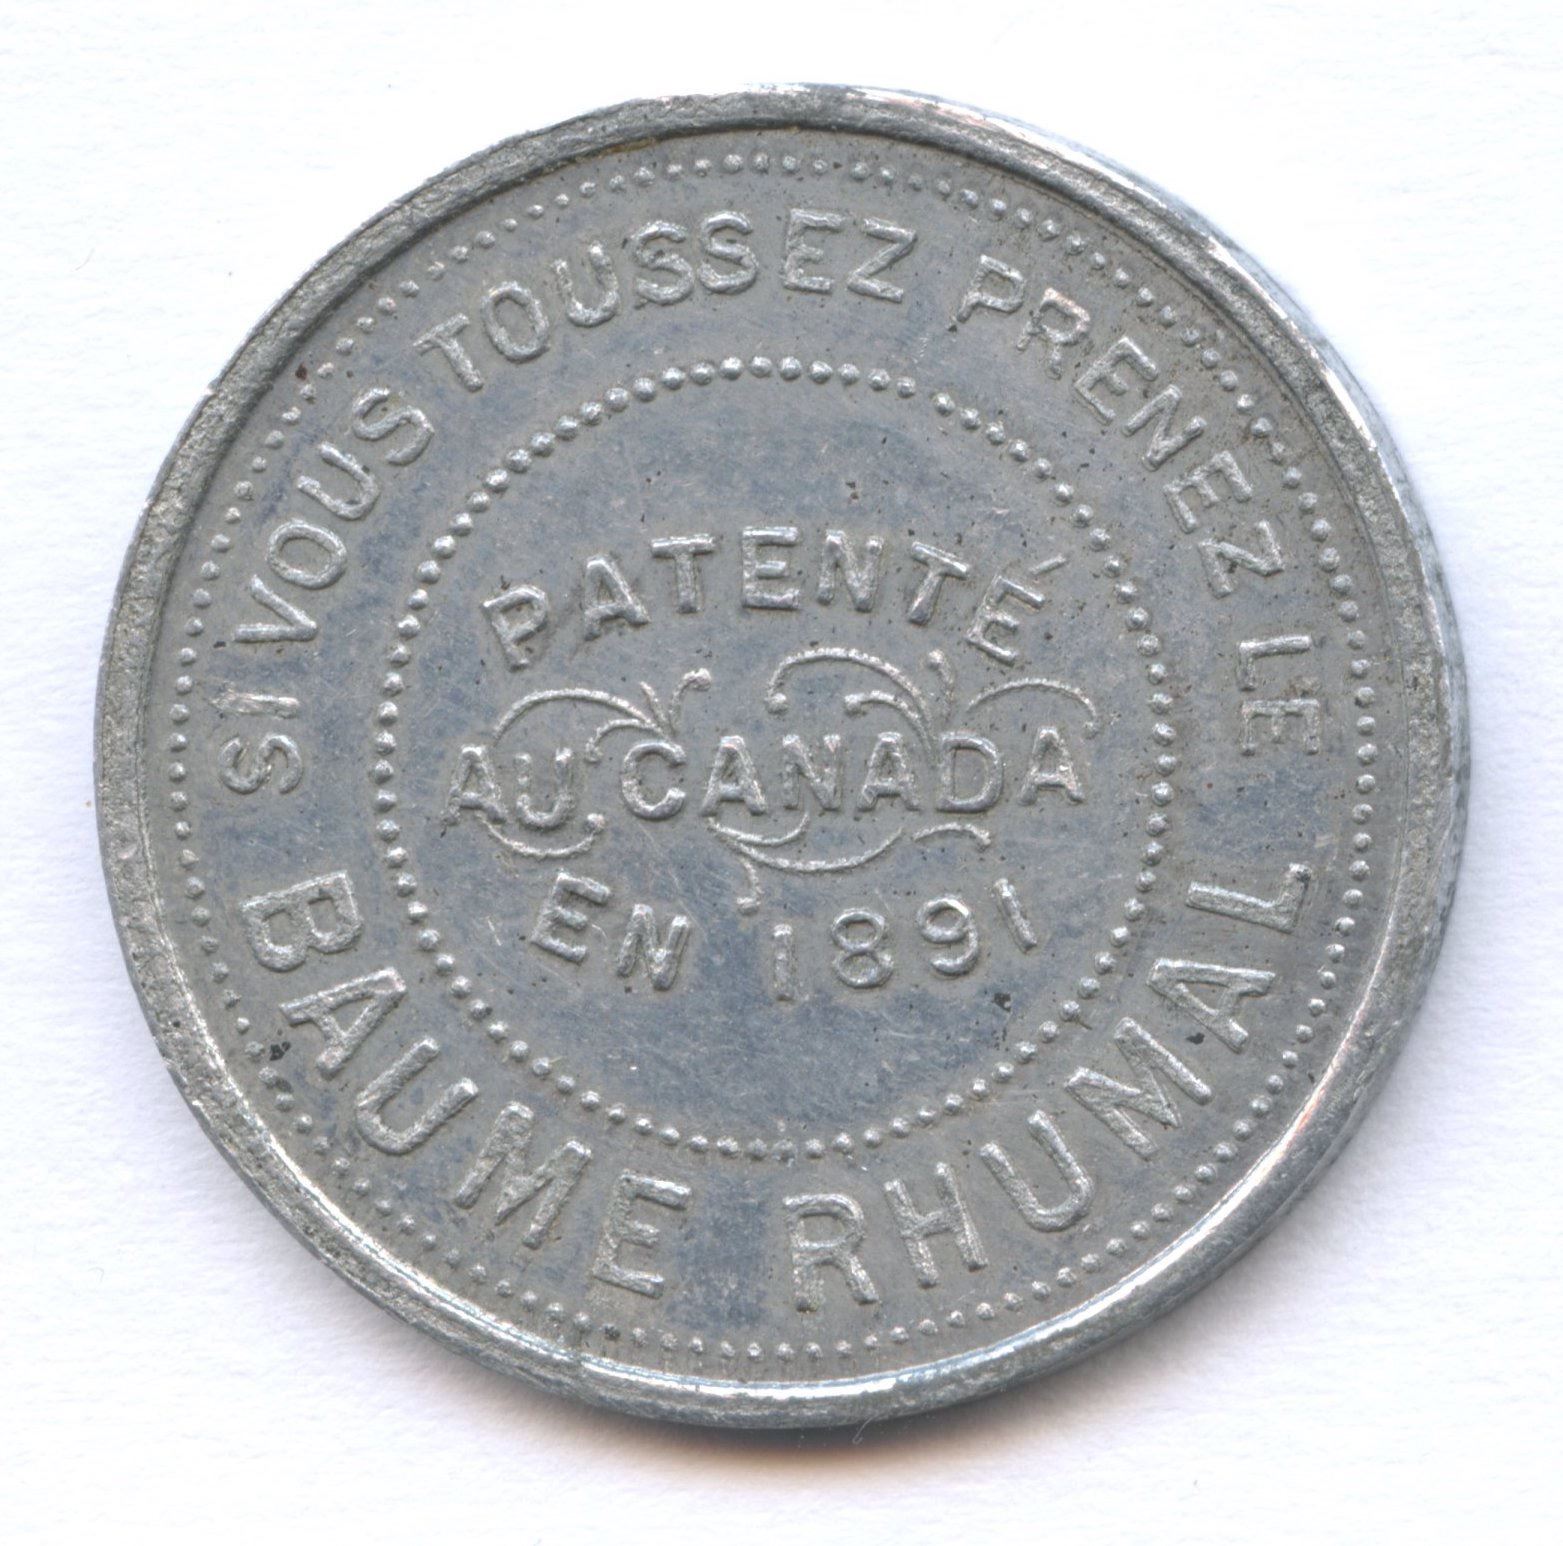 SI VOUS TOUSSEZ PRENEZ LE
BAUME RHUMAL
PATENTÉ
AU CANADA
EN 1891